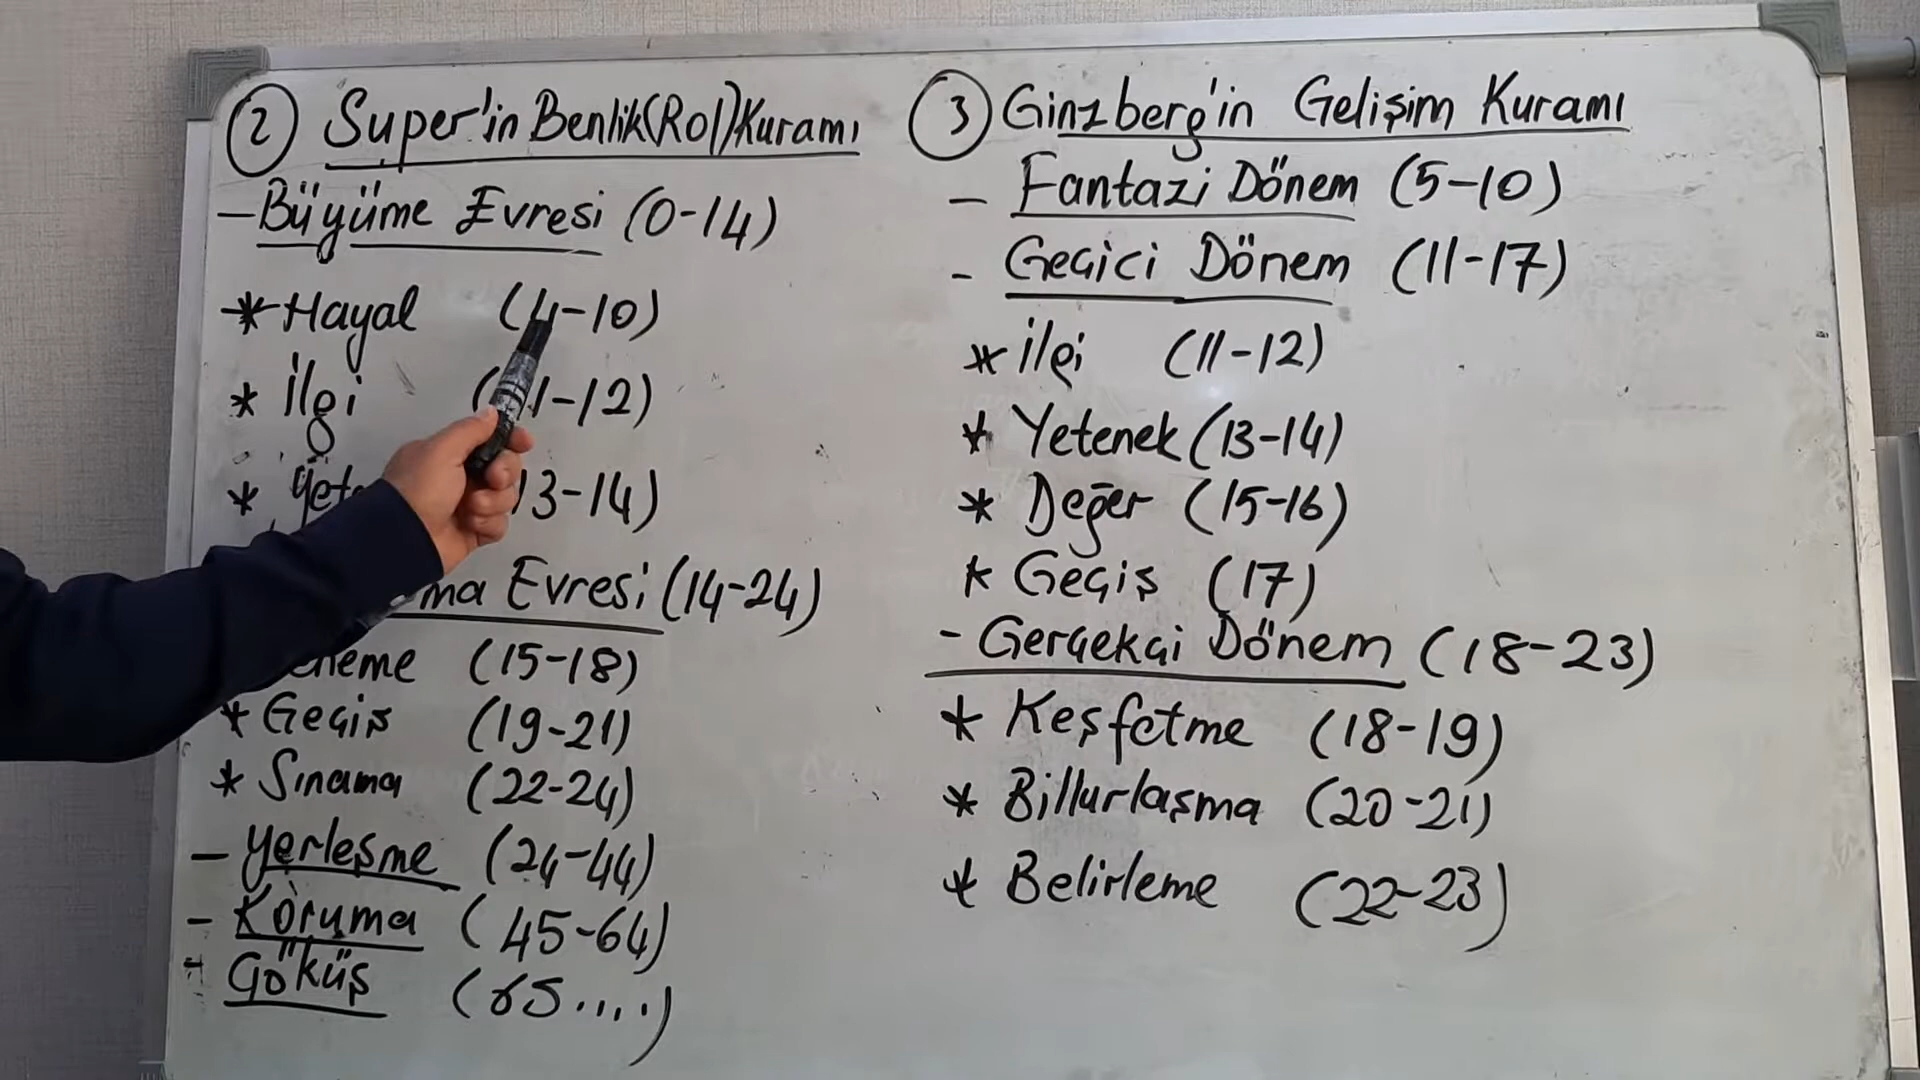 2 Super'in Benlik(Rol)Kuramı
- Büyüme Evresi (0-14)
* Hayal (4-10)
* İlgi 1-12)
* 13-14)
Evresi (14-24)
(15-18)
* Geçiş (19-21)
* Sınama (22-24)
- Yerleşme (24-44)
- Koruma (45-64)
- Çöküş (65....)
3 Ginzberg'in Gelişim Kuramı
- Fantazi Dönem (5-10)
- Geçici Dönem (11-17)
* İlgi (11-12)
* Yetenek (13-14)
* Değer (15-16)
* Geçiş (17)
- Gerçekçi Dönem (18-23)
* Keşfetme (18-19)
* Billurlaşma (20-21)
* Belirleme (22-23)